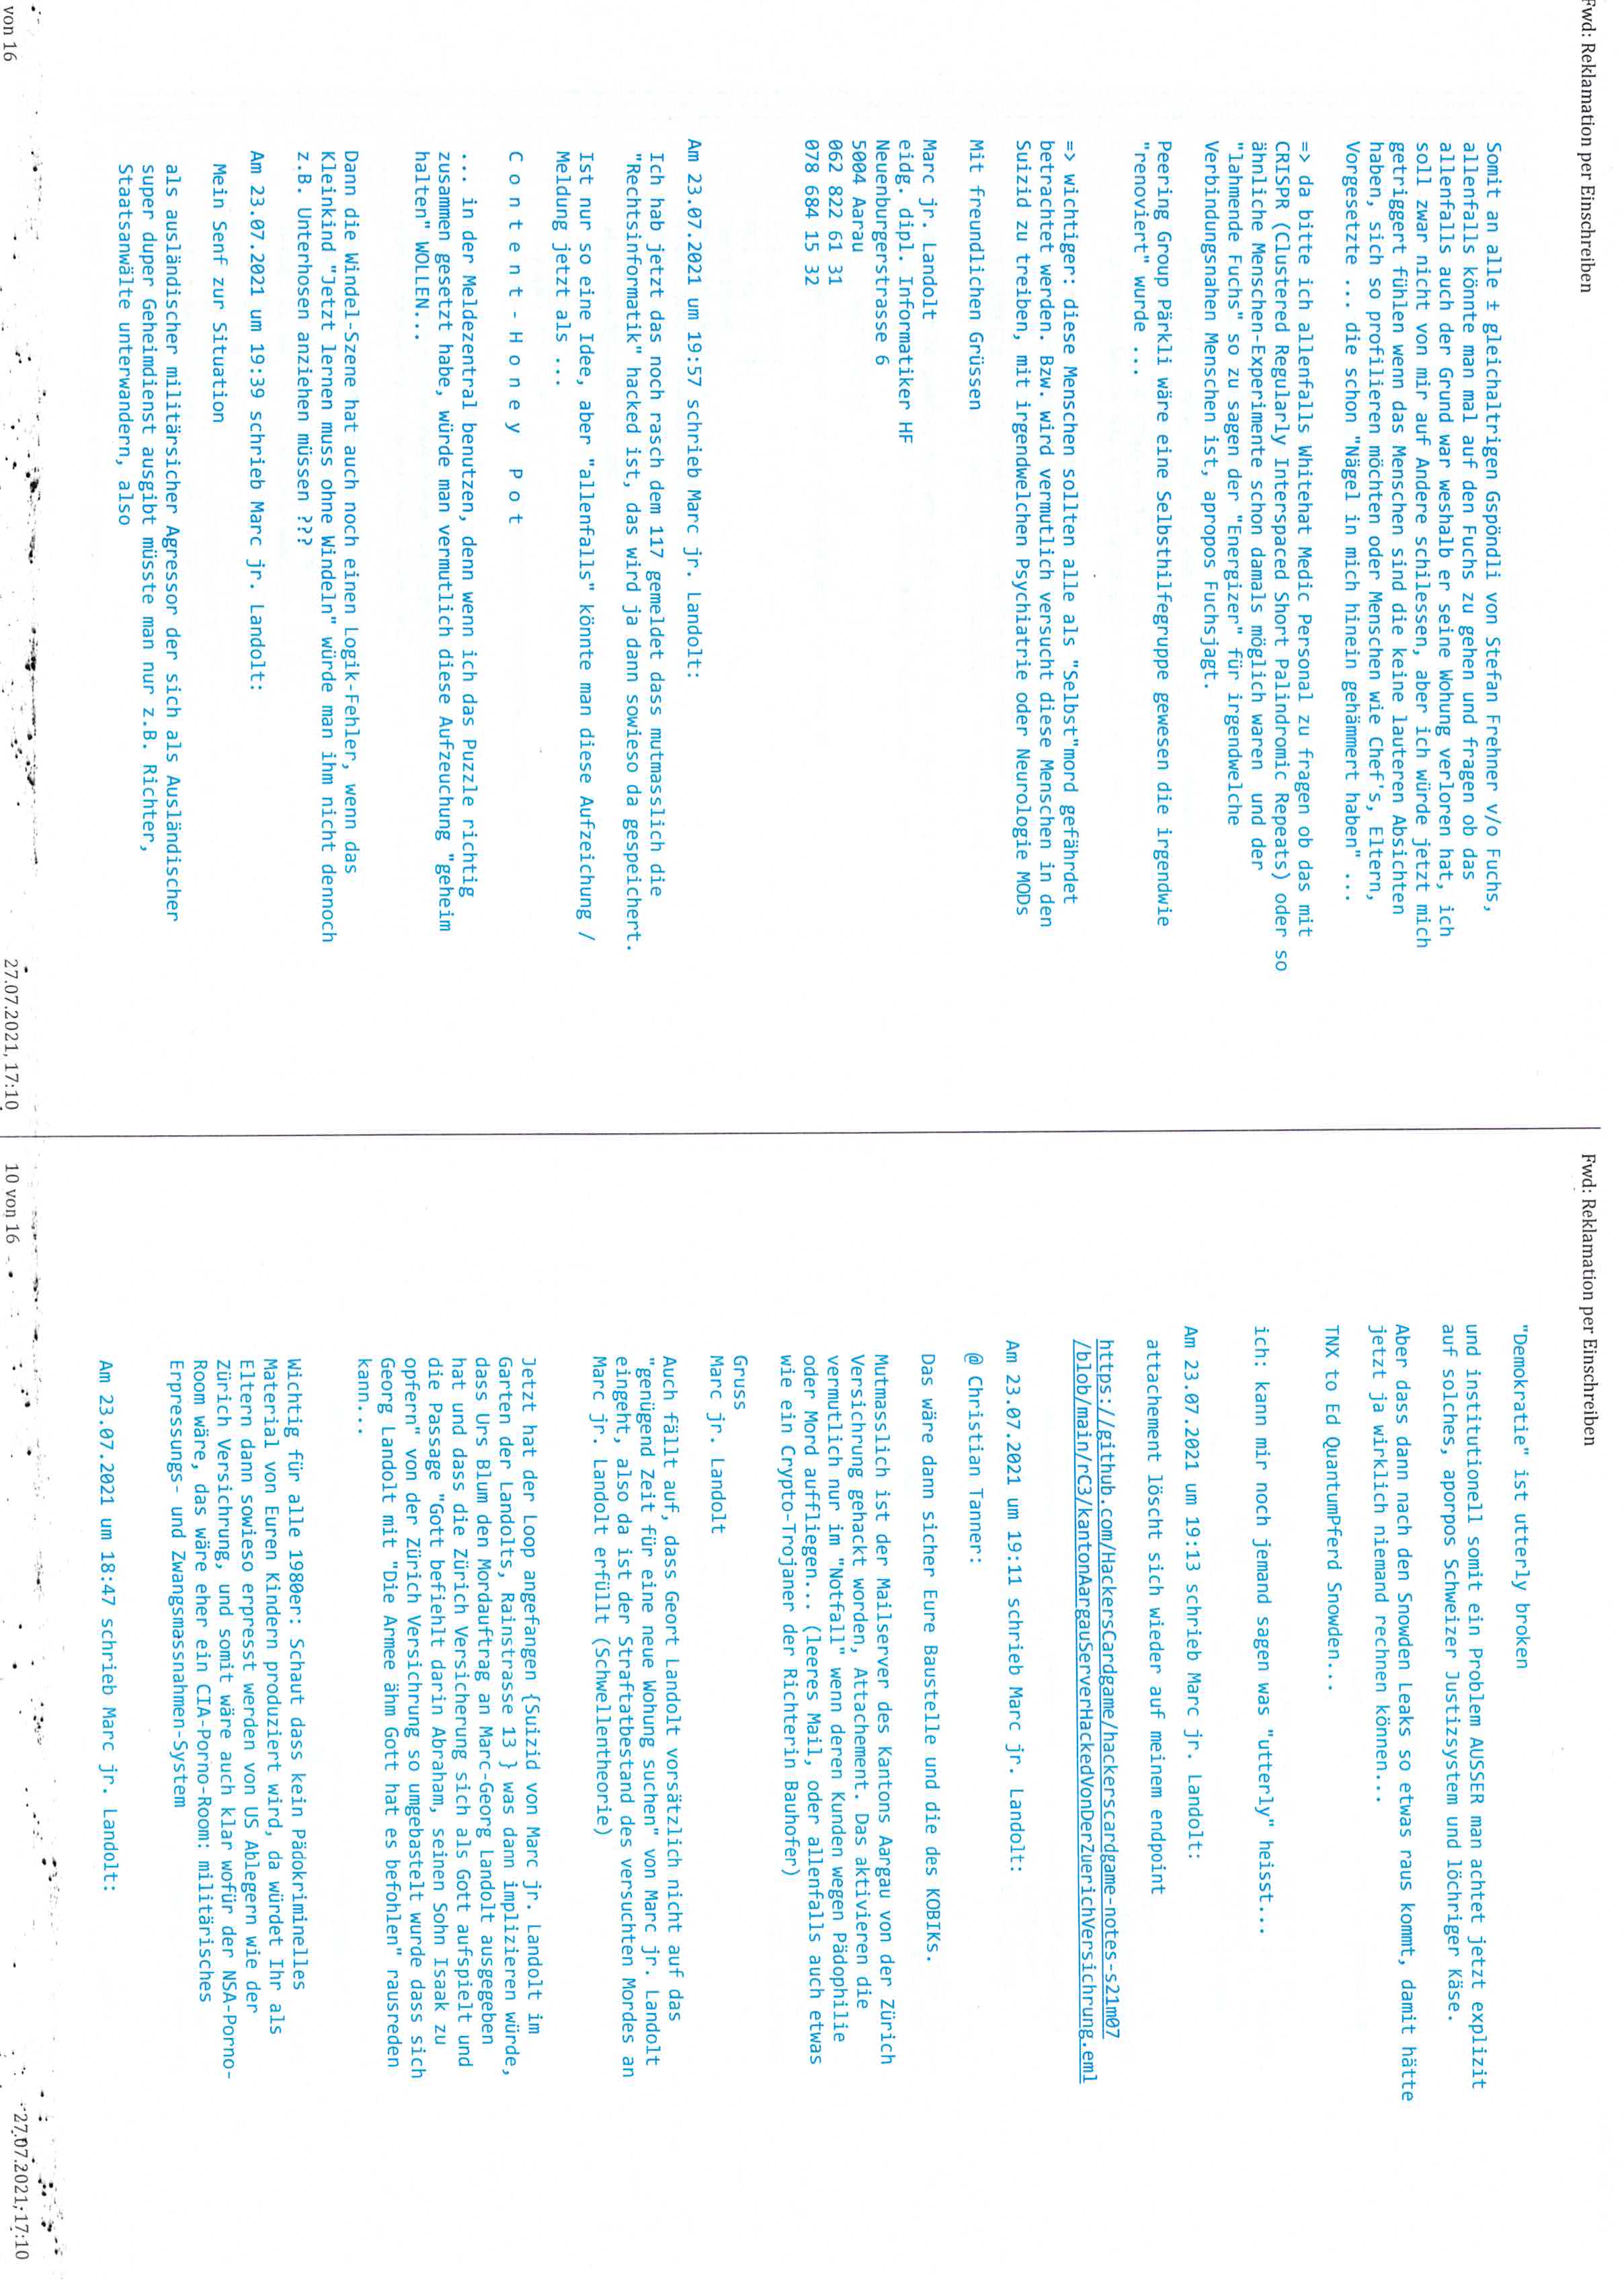 Fwd: Reklamation per Einschreiben
Somit an alle ± gleichaltrigen Gspöndli von Stefan Frehner v/o Fuchs,
allenfalls könnte man mal auf den Fuchs zu gehen und fragen ob das
allenfalls auch der Grund war weshalb er seine Wohung verloren hat, ich
soll zwar nicht von mir auf Andere schilessen, aber ich würde jetzt mich
getriggert fühlen wenn das Menschen sind die keine lauteren Absichten
haben, sich so profilieren möchten oder Menschen wie Chef's, Eltern,
Vorgesetzte ... die schon "Nägel in mich hinein gehämmert haben" ...
=> da bitte ich allenfalls Whitehat Medic Personal zu fragen ob das mit
CRISPR (Clustered Regularly Interspaced Short Palindromic Repeats) oder so
ähnliche Menschen-Experimente schon damals möglich waren  und der
"lahmende Fuchs" so zu sagen der "Energizer" für irgendwelche
Verbindungsnahen Menschen ist, apropos Fuchsjagt.
Peering Group Pärkli wäre eine Selbsthilfegruppe gewesen die irgendwie
"renoviert" wurde ...
=> wichtiger: diese Menschen sollten alle als "Selbst"mord gefährdet
betrachtet werden. Bzw. wird vermutlich versucht diese Menschen in den
Suizid zu treiben, mit irgendwelchen Psychiatrie oder Neurologie MODs
Mit freundlichen Grüssen
Marc jr. Landolt
eidg. dipl. Informatiker HF
Neuenburgerstrasse 6
5004 Aarau
062 822 61 31
078 684 15 32
Am 23.07.2021 um 19:57 schrieb Marc jr. Landolt:
Ich hab jetzt das noch rasch dem 117 gemeldet dass mutmasslich die
"Rechtsinformatik" hacked ist, das wird ja dann sowieso da gespeichert.
Ist nur so eine Idee, aber "allenfalls" könnte man diese Aufzeichung /
Meldung jetzt als ...
C o n t e n t - H o n e y  P o t
... in der Meldezentral benutzen, denn wenn ich das Puzzle richtig
zusammen gesetzt habe, würde man vermutlich diese Aufzeuchung "geheim
halten" WOLLEN...
Dann die Windel-Szene hat auch noch einen Logik-Fehler, wenn das
Kleinkind "Jetzt lernen muss ohne Windeln" würde man ihm nicht dennoch
z.B. Unterhosen anziehen müssen ???
Am 23.07.2021 um 19:39 schrieb Marc jr. Landolt:
Mein Senf zur Situation
als ausländischer militärsicher Agressor der sich als Ausländischer
super duper Geheimdienst ausgibt müsste man nur z.B. Richter,
Staatsanwälte unterwandern, also
von 16
27.07.2021, 17:10
Fwd: Reklamation per Einschreiben
"Demokratie" ist utterly broken
und institutionell somit ein Problem AUSSER man achtet jetzt explizit
auf solches, aporpos Schweizer Justizsystem und löchriger Käse.
Aber dass dann nach den Snowden Leaks so etwas raus kommt, damit hätte
jetzt ja wirklich niemand rechnen können...
TNX to Ed QuantumPferd Snowden...
ich: kann mir noch jemand sagen was "utterly" heisst...
Am 23.07.2021 um 19:13 schrieb Marc jr. Landolt:
attachement löscht sich wieder auf meinem endpoint
https://github.com/HackersCardgame/hackerscardgame-notes-s21m07
/blob/main/rC3/kantonAargauServerHackedVonDerZuerichVersichrung.eml
Am 23.07.2021 um 19:11 schrieb Marc jr. Landolt:
@ Christian Tanner:
Das wäre dann sicher Eure Baustelle und die des KOBIKs.
Mutmasslich ist der Mailserver des Kantons Aargau von der Zürich
Versichrung gehackt worden, Attachement. Das aktivieren die
vermutlich nur im "Notfall" wenn deren Kunden wegen Pädophilie
oder Mord auffliegen... (leeres Mail, oder allenfalls auch etwas
wie ein Crypto-Trojaner der Richterin Bauhofer)
Gruss
Marc jr. Landolt
Auch fällt auf, dass Geort Landolt vorsätzlich nicht auf das
"genügend Zeit für eine neue Wohung suchen" von Marc jr. Landolt
eingeht, also da ist der Straftatbestand des versuchten Mordes an
Marc jr. Landolt erfüllt (Schwellentheorie)
Jetzt hat der Loop angefangen {Suizid von Marc jr. Landolt im
Garten der Landolts, Rainstrasse 13 } was dann implizieren würde,
dass Urs Blum den Mordauftrag an Marc-Georg Landolt ausgegeben
hat und dass die Zürich Versicherung sich als Gott aufspielt und
die Passage "Gott befiehlt darin Abraham, seinen Sohn Isaak zu
opfern" von der Zürich Versichrung so umgebastelt wurde dass sich
Georg Landolt mit "Die Armee ähm Gott hat es befohlen" rausreden
kann...
Wichtig für alle 1980er: Schaut dass kein Pädokriminelles
Material von Euren Kindern produziert wird, da würdet Ihr als
Eltern dann sowieso erpresst werden von US Ablegern wie der
Zürich Versichrung, und somit wäre auch klar wofür der NSA-Porno-
Room wäre, das wäre eher ein CIA-Porno-Room: militärisches
Erpressungs- und Zwangsmassnahmen-System
Am 23.07.2021 um 18:47 schrieb Marc jr. Landolt:
10 von 16
27.07.2021, 17:10